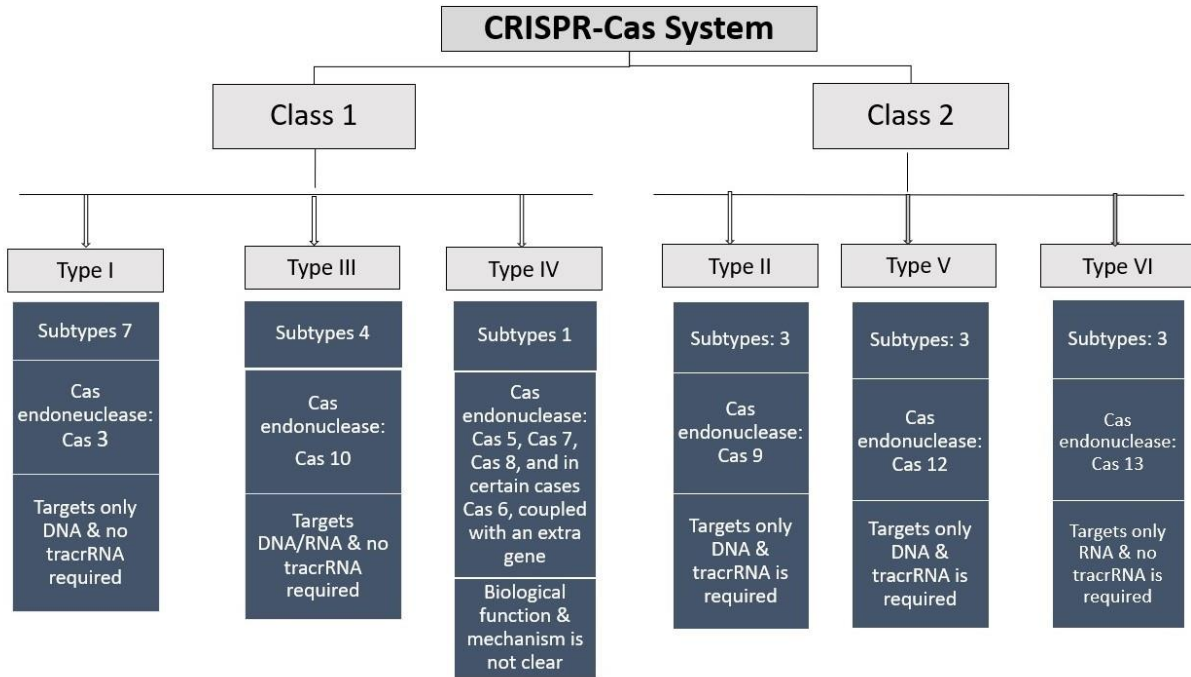 CRISPR-Cas System
Class 1
Class 2
Type I
Type III
Type IV
Type II
Type V
Type VI
Subtypes 7
Cas
endoneuclease:
Cas 3
Targets only
DNA & no
tracrRNA
required
Subtypes 4
Cas
endonuclease:
Cas 10
Targets
DNA/RNA & no
tracrRNA
required
Subtypes 1
Cas
endonuclease:
Cas 5, Cas 7,
Cas 8, and in
certain cases
Cas 6, coupled
with an extra
gene
Biological
function &
mechanism is
not clear
Subtypes: 3
Cas
endonuclease:
Cas 9
Targets only
DNA &
tracrRNA is
required
Subtypes: 3
Cas
endonuclease:
Cas 12
Targets only
DNA &
tracrRNA is
required
Subtypes: 3
Cas
endonuclease:
Cas 13
Targets only
RNA & no
tracrRNA is
required